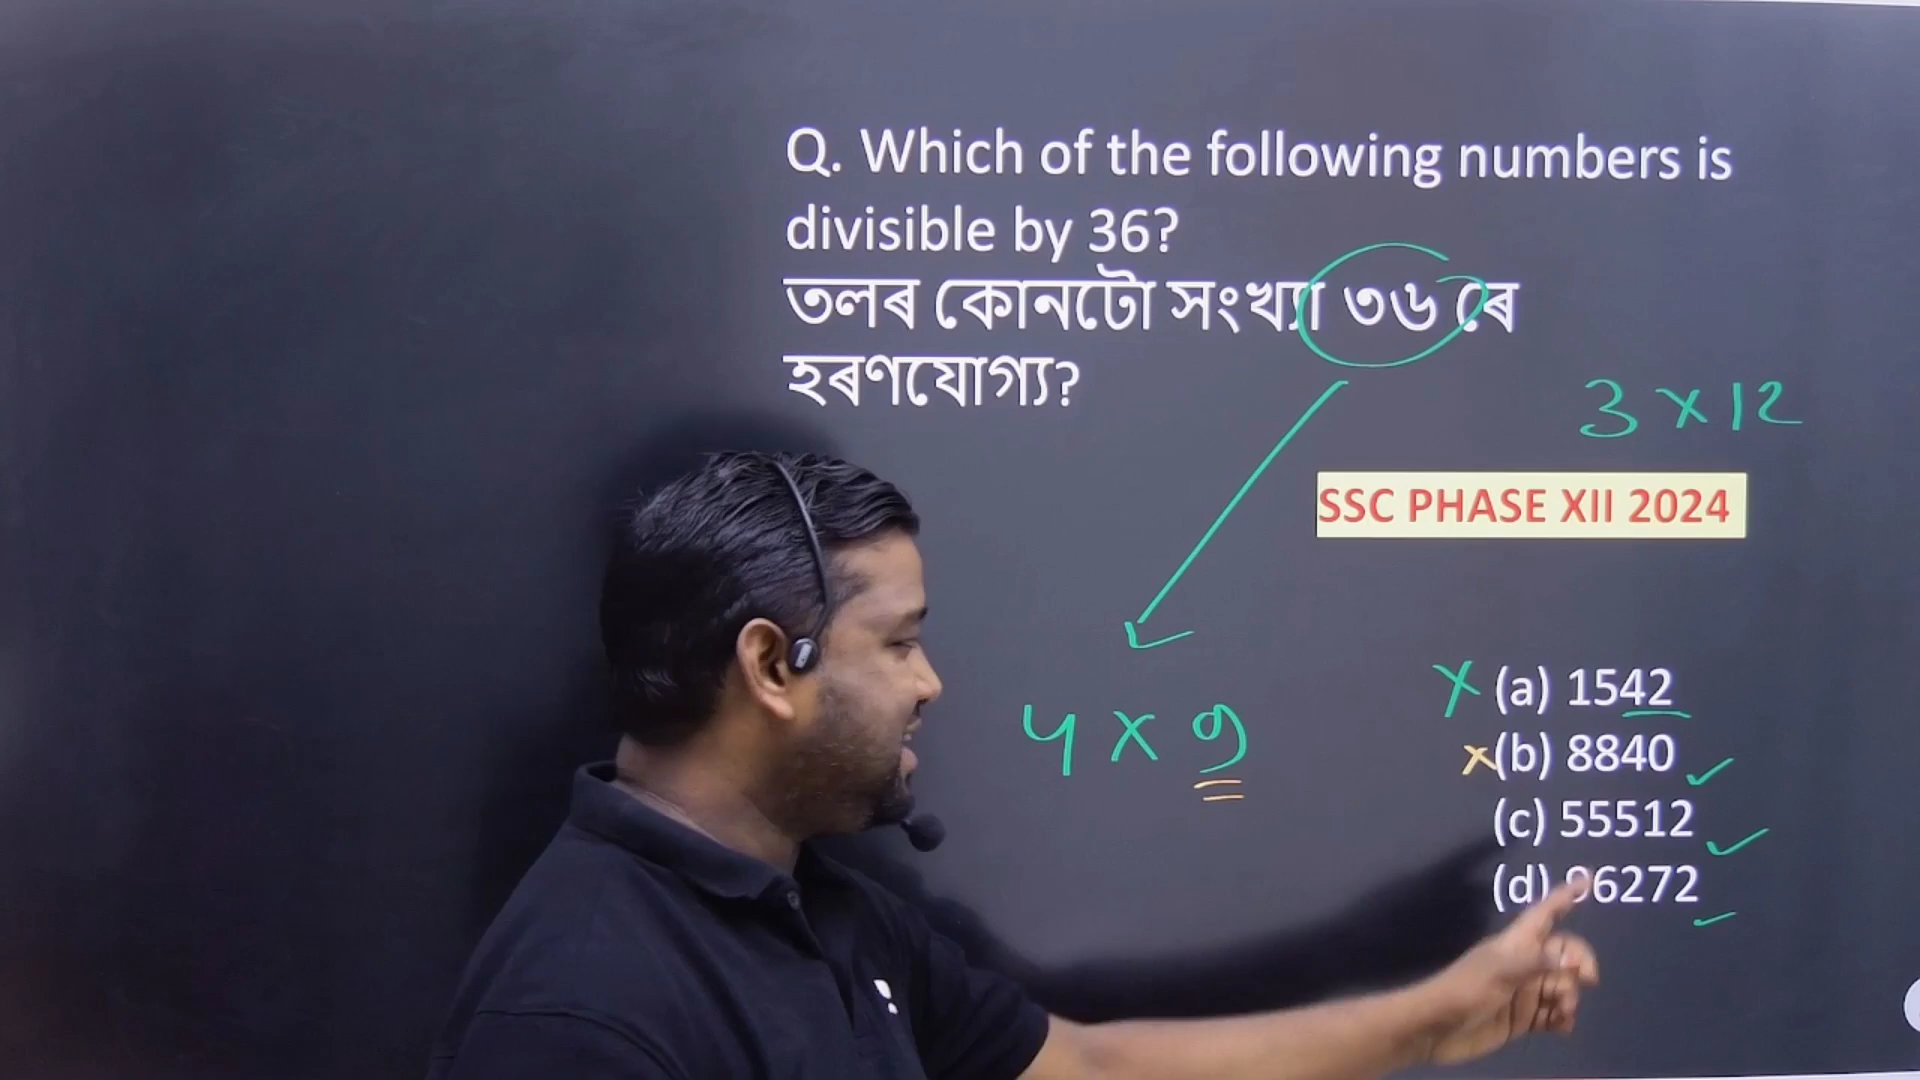 Q. Which of the following numbers is
divisible by 36?
তলৰ কোনটো সংখ্যা ৩৬ ৰে
হৰণযোগ্য?
3 x 12
SSC PHASE XII 2024
4 x 9
x (a) 1542
x (b) 8840 ✓
(c) 55512 ✓
(d) 96272 ✓